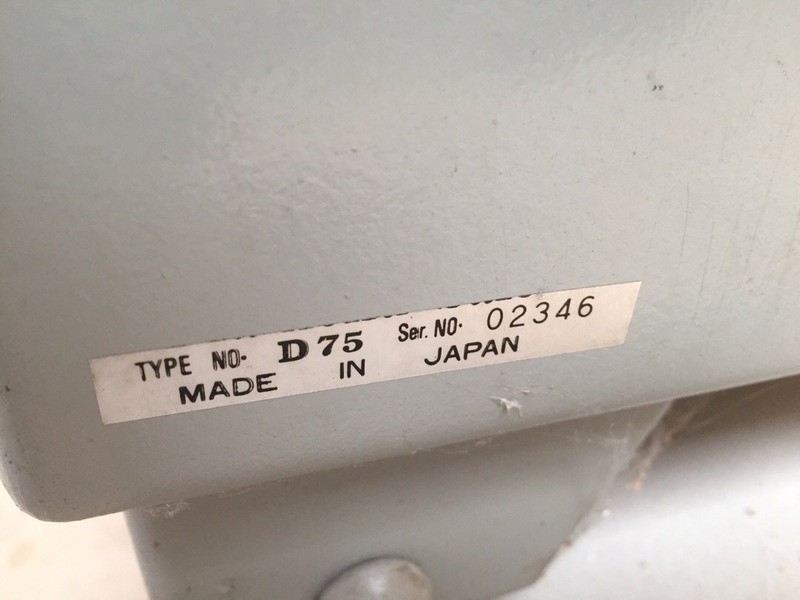 TYPE NO. D75 Ser. NO. 02346
MADE IN JAPAN